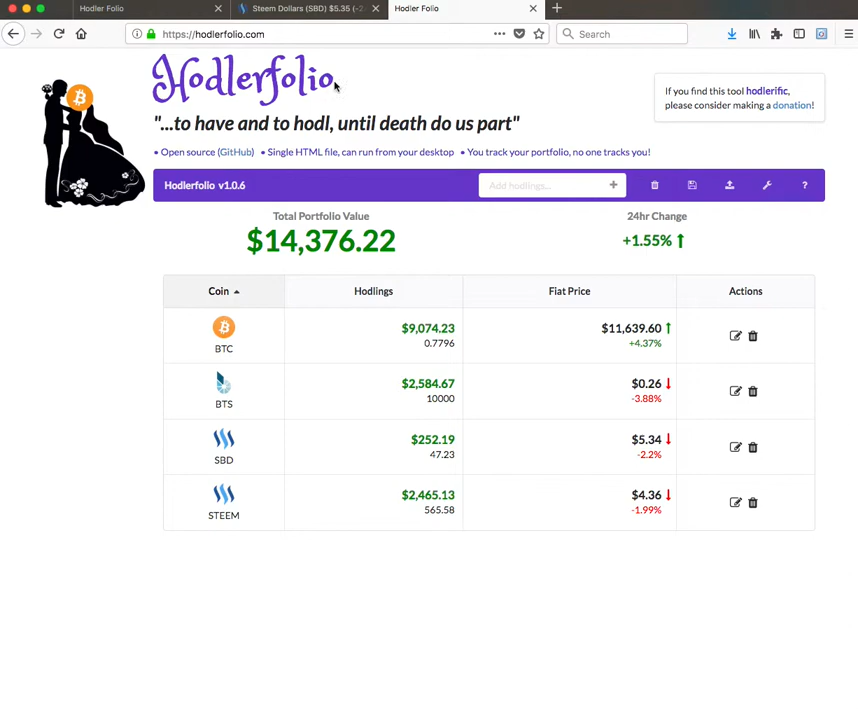 Hodler Folio
Steem Dollars (SBD) $5.35 (-2.
Hodler Folio
https://hodlerfolio.com
Search
Hodlerfolio
"...to have and to hodl, until death do us part"
If you find this tool hodlerific,
please consider making a donation!
• Open source (GitHub) • Single HTML file, can run from your desktop • You track your portfolio, no one tracks you!
Hodlerfolio v1.0.6
Add hodlings...
Total Portfolio Value
$14,376.22
24hr Change
+1.55%
Coin Hodlings Fiat Price Actions
BTC
$9,074.23
0.7796
$11,639.60
+4.37%
BTS
$2,584.67
10000
$0.26
-3.88%
SBD
$252.19
47.23
$5.34
-2.2%
STEEM
$2,465.13
565.58
$4.36
-1.99%